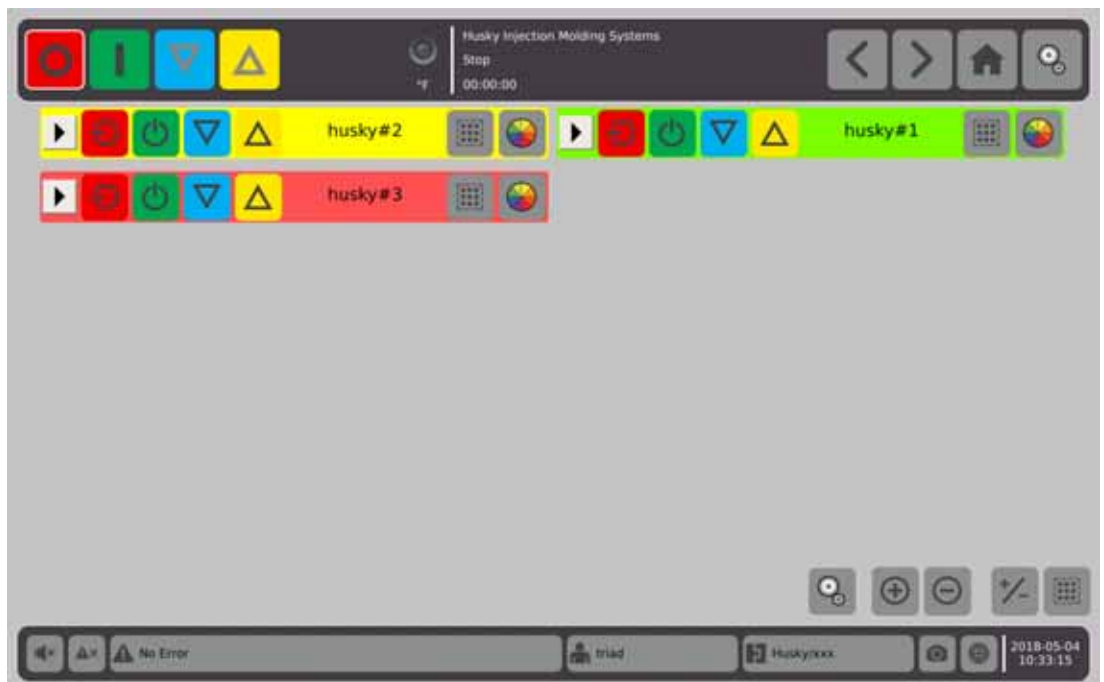 Husky Injection Molding Systems
Stop
°F
00:00:00
husky#2
husky#1
husky#3
No Error
triad
Husky/xxx
2018-05-04
10:33:15